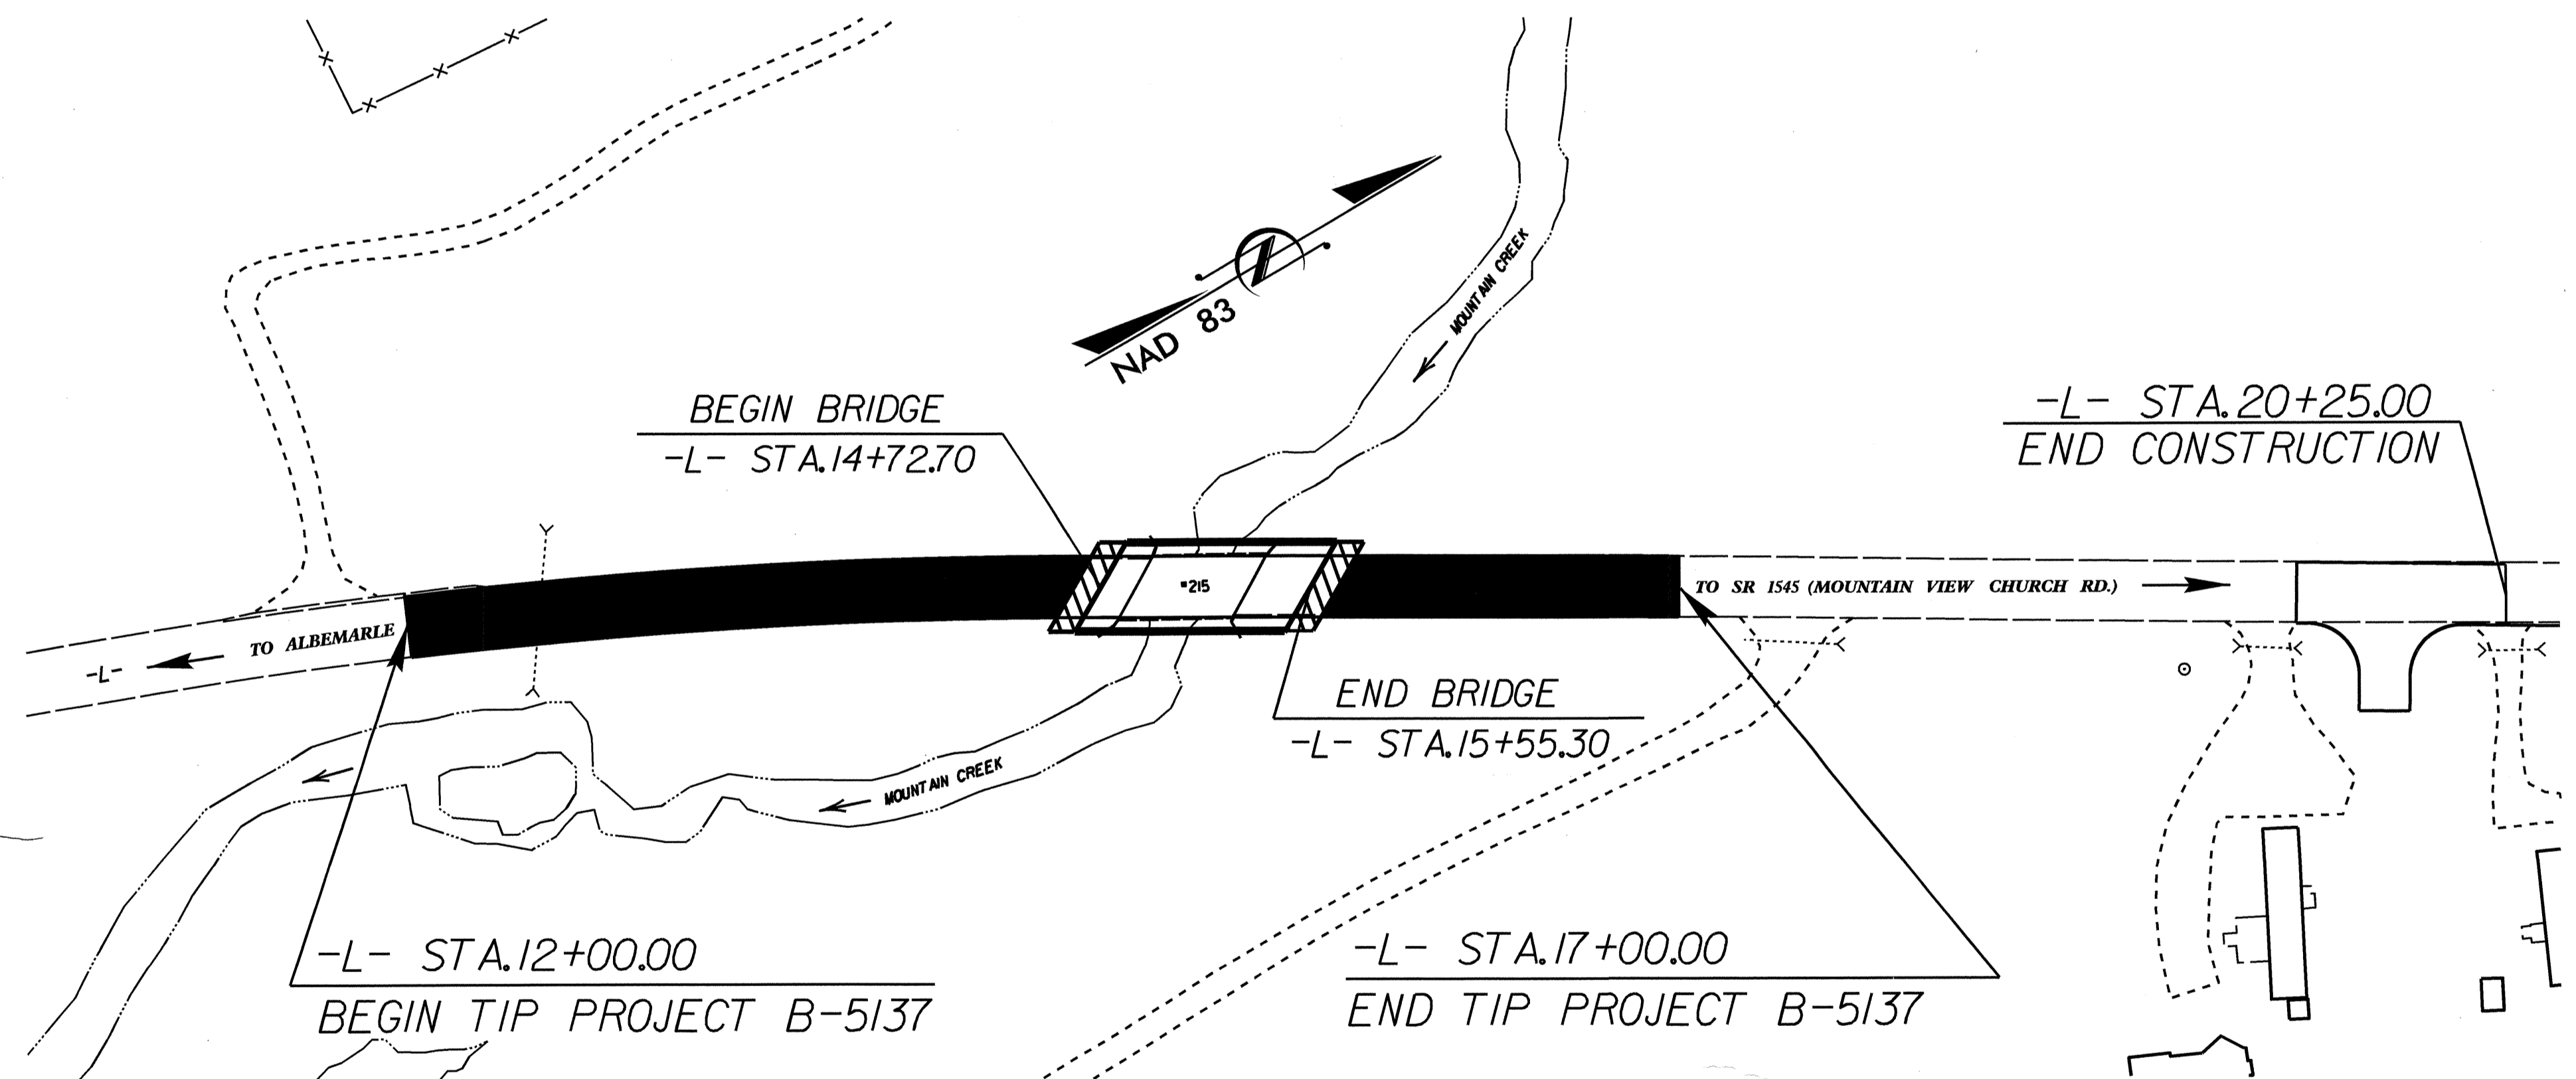 MOUNTAIN CREEK
NAD 83
BEGIN BRIDGE
-L- STA.14+72.70
-L- STA.20+25.00
END CONSTRUCTION
-L-
TO ALBEMARLE
#215
TO SR 1545 (MOUNTAIN VIEW CHURCH RD.)
END BRIDGE
-L- STA.15+55.30
MOUNTAIN CREEK
-L- STA.12+00.00
BEGIN TIP PROJECT B-5137
-L- STA.17+00.00
END TIP PROJECT B-5137